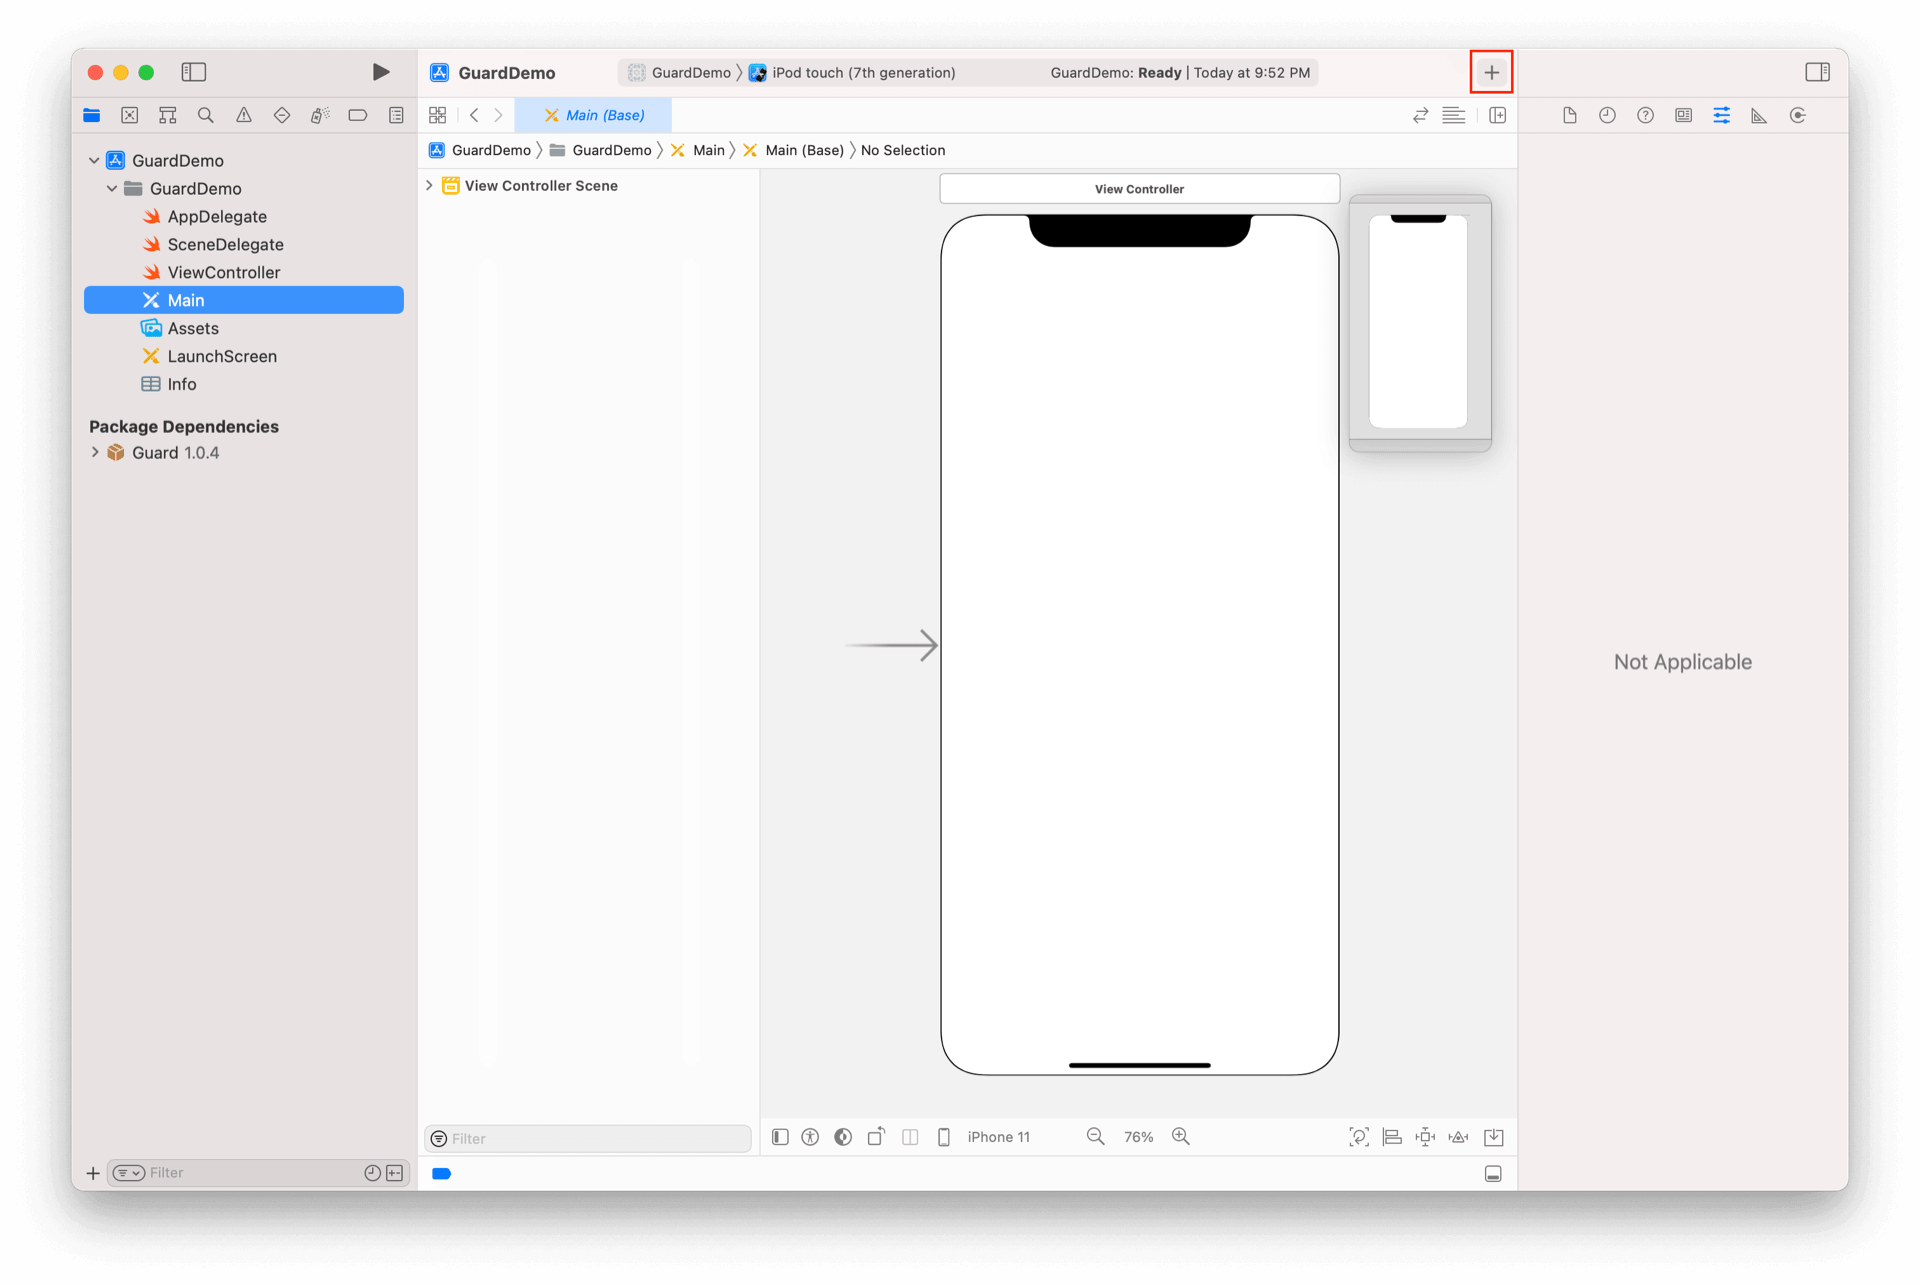 GuardDemo
GuardDemo
iPod touch (7th generation)
GuardDemo: Ready | Today at 9:52 PM
Main (Base)
GuardDemo
GuardDemo
Main
Main (Base)
No Selection
GuardDemo
GuardDemo
AppDelegate
SceneDelegate
ViewController
Main
Assets
LaunchScreen
Info
Package Dependencies
Guard 1.0.4
Filter
View Controller Scene
Filter
View Controller
iPhone 11
76%
Not Applicable